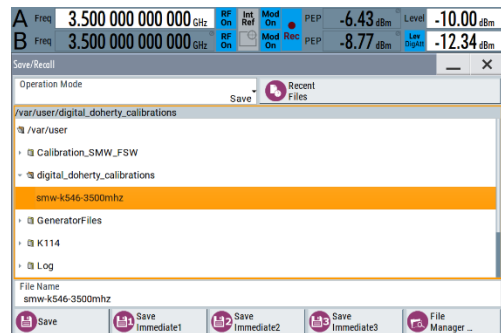 A Freq 3.500 000 000 000 GHz RF On Int Ref Mod On PEP -6.43 dBm Level -10.00 dBm
B Freq 3.500 000 000 000 GHz RF On Mod On Rec PEP -8.77 dBm Lev DigAtt -12.34 dBm
Save/Recall
Operation Mode
Save
Recent Files
/var/user/digital_doherty_calibrations
/var/user
Calibration_SMW_FSW
digital_doherty_calibrations
smw-k546-3500mhz
GeneratorFiles
K114
Log
File Name
smw-k546-3500mhz
Save
1 Save Immediate1
2 Save Immediate2
3 Save Immediate3
File Manager ...